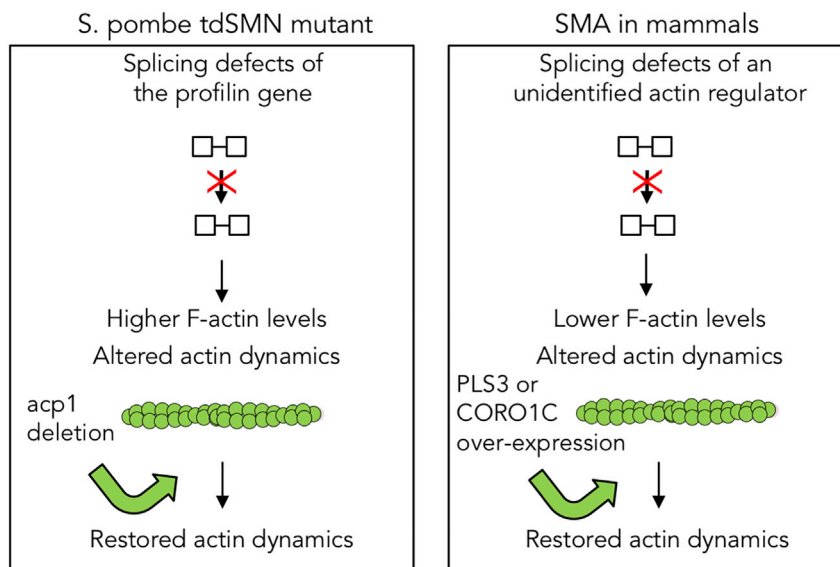 S. pombe tdSMN mutant
Splicing defects of
the profilin gene
Higher F-actin levels
Altered actin dynamics
acp1
deletion
Restored actin dynamics
SMA in mammals
Splicing defects of an
unidentified actin regulator
Lower F-actin levels
Altered actin dynamics
PLS3 or
CORO1C
over-expression
Restored actin dynamics